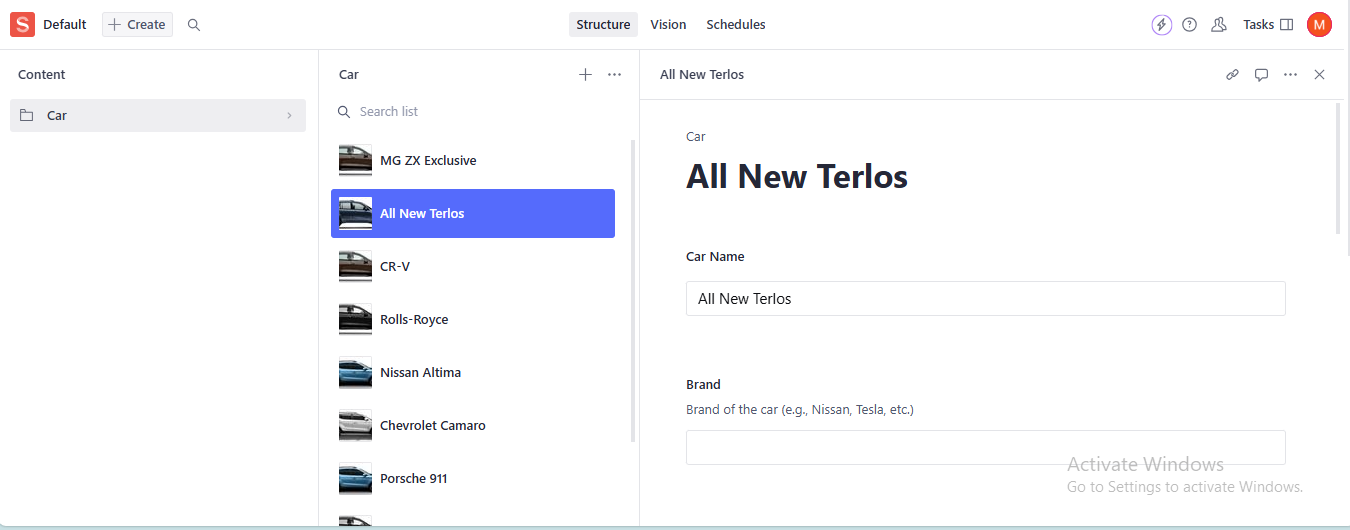 S Default Create Structure Vision Schedules Tasks M
Content
Car
Car
Search list
MG ZX Exclusive
All New Terlos
CR-V
Rolls-Royce
Nissan Altima
Chevrolet Camaro
Porsche 911
All New Terlos
Car
All New Terlos
Car Name
All New Terlos
Brand
Brand of the car (e.g., Nissan, Tesla, etc.)
Activate Windows
Go to Settings to activate Windows.